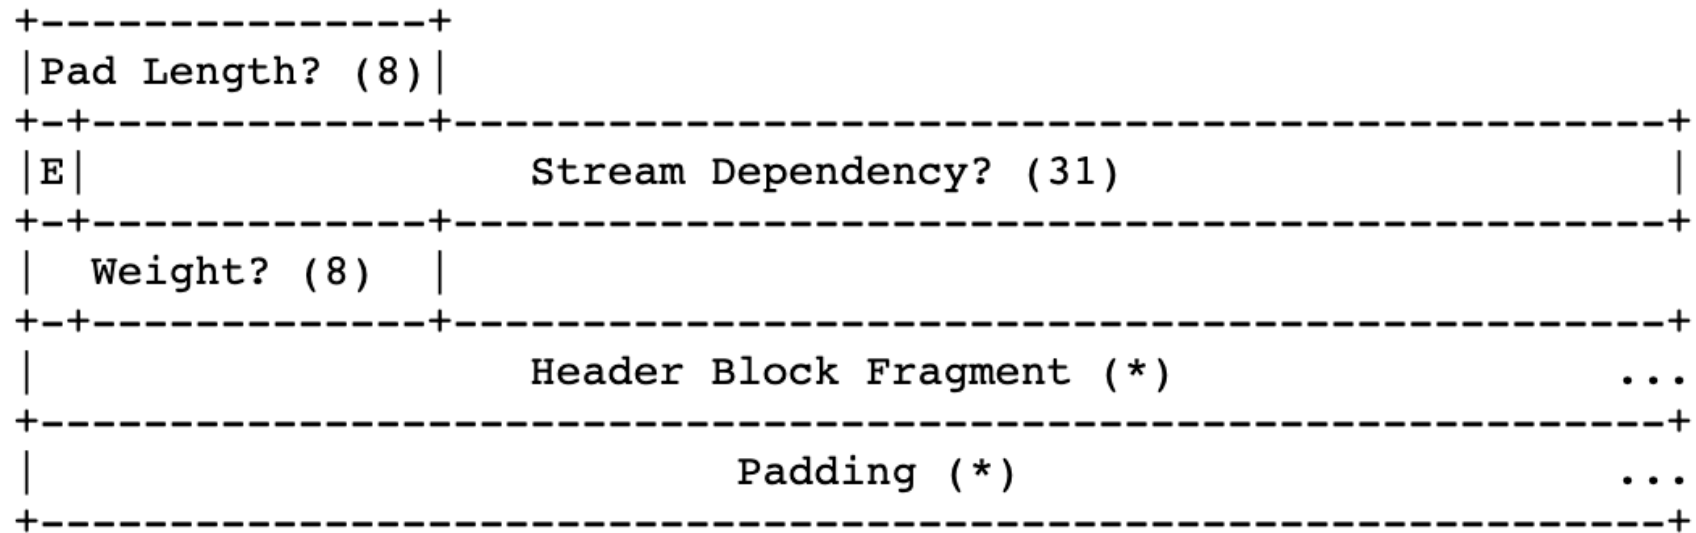 +---------------+
|Pad Length? (8)|
+-+-------------+-----------------------------------------------+
|E|                 Stream Dependency? (31)                     |
+-+-------------+-----------------------------------------------+
|  Weight? (8)  |
+-+-------------+-----------------------------------------------+
|                   Header Block Fragment (*)                 ...
+---------------------------------------------------------------+
|                           Padding (*)                       ...
+---------------------------------------------------------------+